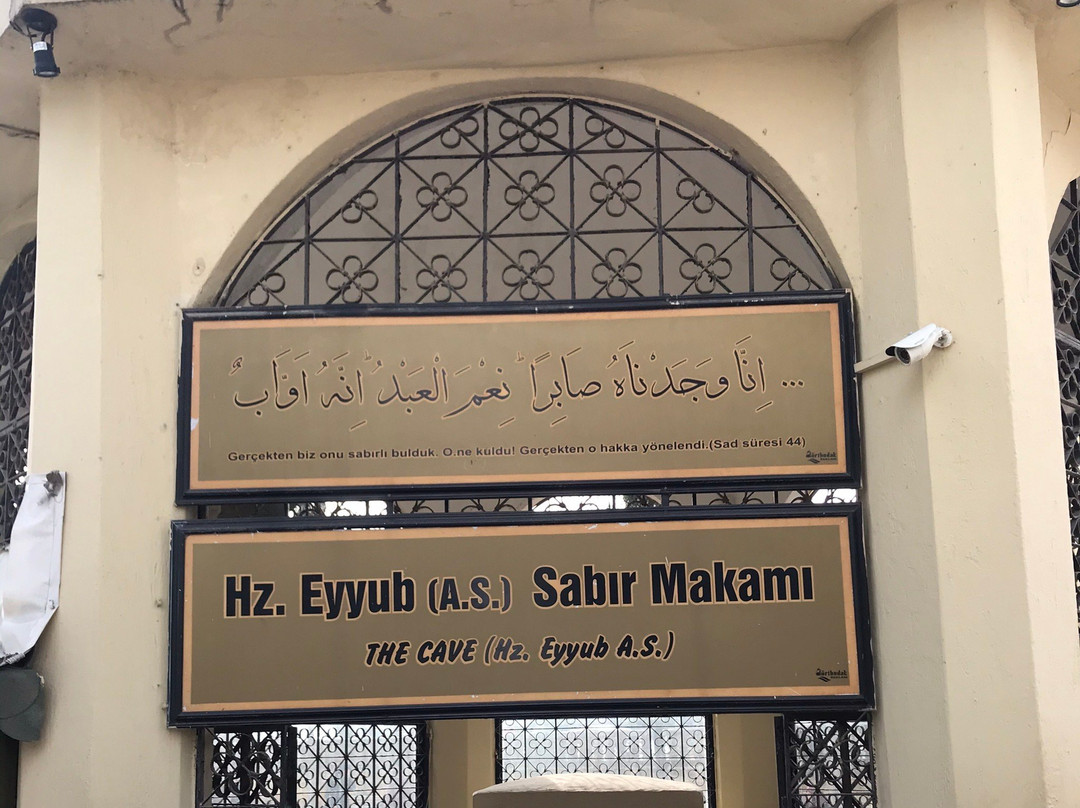 ... اِنَّا وَجَدْنَاهُ صَابِرًا ۜ نِعْمَ الْعَبْدُ ۜ اِنَّهُ اَوَّابٌ
Gerçekten biz onu sabırlı bulduk. O.ne kuldu! Gerçekten o hakka yönelendi.(Sad sûresi 44)
Hz. Eyyub (A.S.) Sabır Makamı
THE CAVE (Hz. Eyyub A.S.)